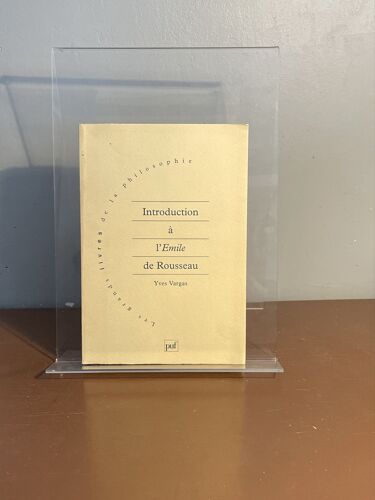 Les grands livres de la philosophie
Introduction
à
l'Emile
de Rousseau
Yves Vargas
puf